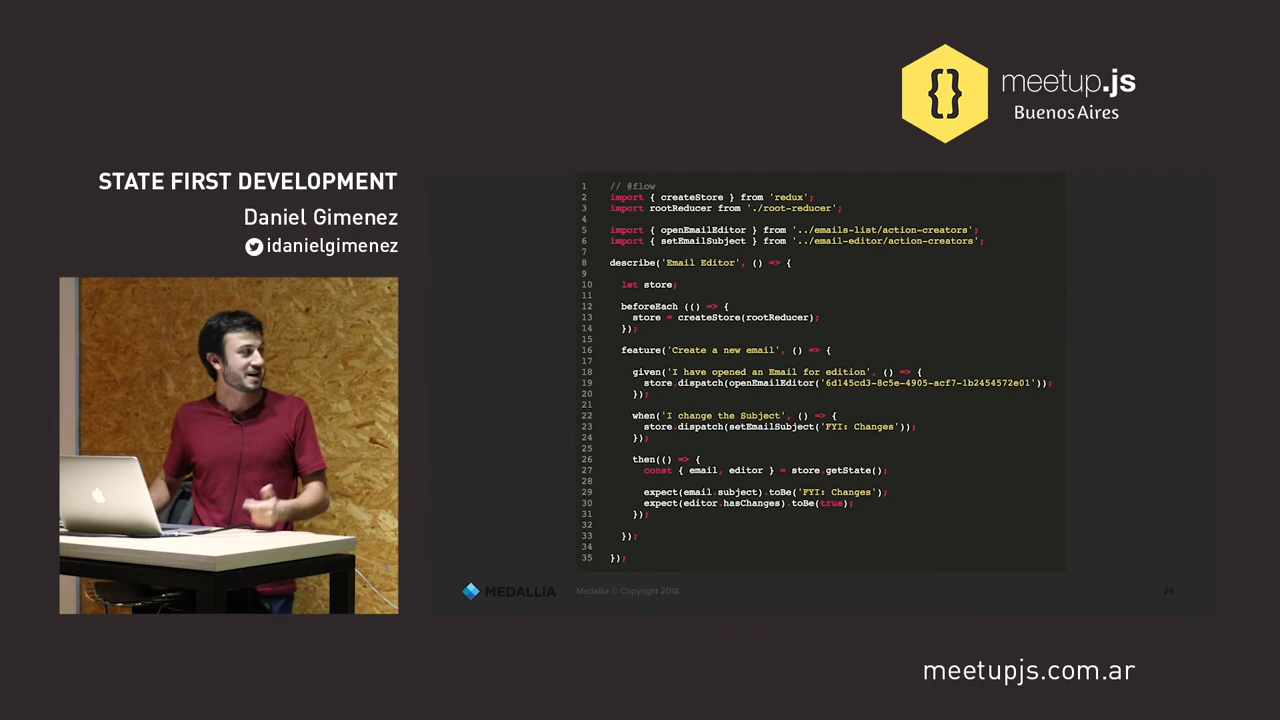 {} meetup.js
Buenos Aires
STATE FIRST DEVELOPMENT
Daniel Gimenez
idanielgimenez
1 // @flow
2 import { createStore } from 'redux';
3 import rootReducer from './root-reducer';
4
5 import { openEmailEditor } from '../emails-list/action-creators';
6 import { setEmailSubject } from '../email-editor/action-creators';
7
8 describe('Email Editor', () => {
9
10 let store;
11
12 beforeEach (() => {
13 store = createStore(rootReducer);
14 });
15
16 feature('Create a new email', () => {
17
18 given('I have opened an Email for edition', () => {
19 store.dispatch(openEmailEditor('6d145cd3-8c5e-4905-acf7-1b2454572e01'));
20 });
21
22 when('I change the Subject', () => {
23 store.dispatch(setEmailSubject('FYI: Changes'));
24 });
25
26 then(() => {
27 const { email, editor } = store.getState();
28
29 expect(email.subject).toBe('FYI: Changes');
30 expect(editor.hasChanges).toBe(true);
31 });
32
33 });
34
35 });
MEDALLIA
Medallia © Copyright 2018.
29
meetupjs.com.ar